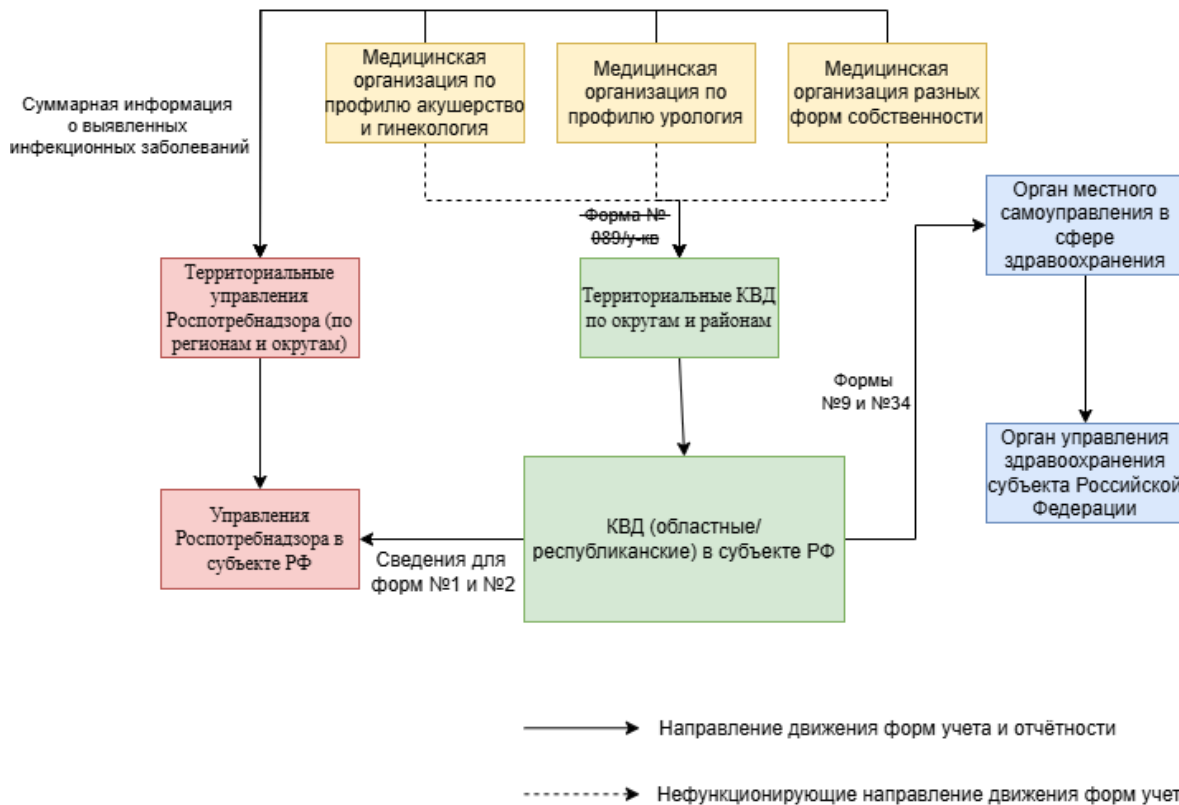 Медицинская
организация по
профилю акушерство
и гинекология
Медицинская
организация по
профилю урология
Медицинская
организация разных
форм собственности
Суммарная информация
о выявленных
инфекционных заболеваний
Форма №
089/у-кв
Орган местного
самоуправления в
сфере
здравоохранения
Территориальные
управления
Роспотребнадзора (по
регионам и округам)
Территориальные КВД
по округам и районам
Формы
№9 и №34
Орган управления
здравоохранения
субъекта Российской
Федерации
Управления
Роспотребнадзора в
субъекте РФ
Сведения для
форм №1 и №2
КВД (областные/
республиканские) в субъекте РФ
Направление движения форм учета и отчётности
Нефункционирующие направление движения форм учет